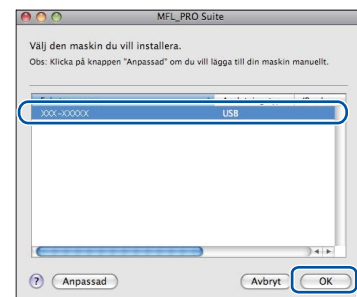 MFL_PRO Suite
Välj den maskin du vill installera.
Obs: Klicka på knappen "Anpassad" om du vill lägga till din maskin manuellt.
XXX-XXXXX USB
? Anpassad Avbryt OK